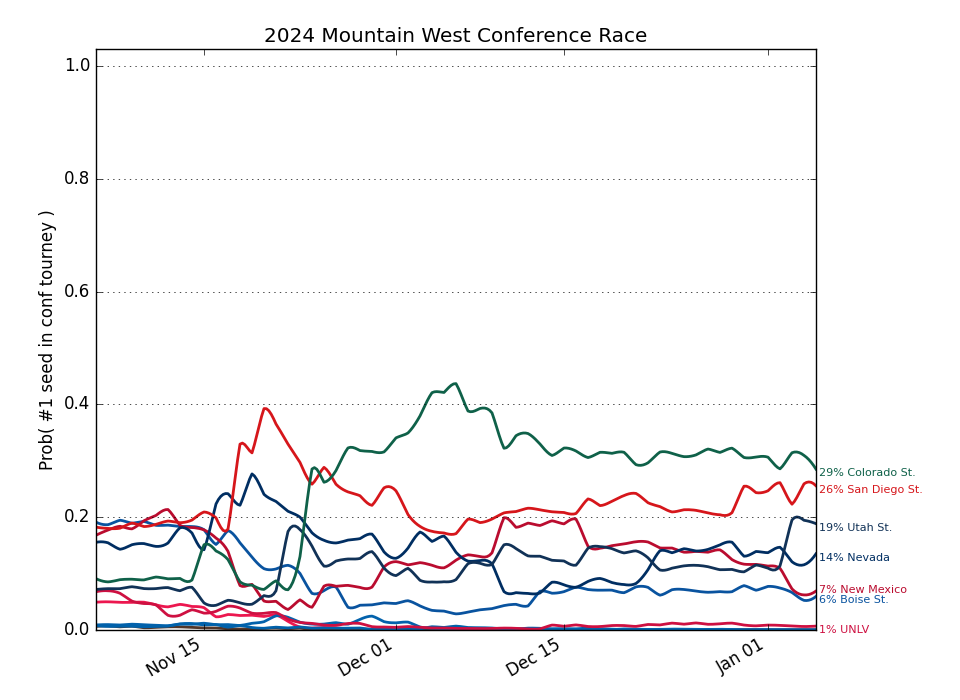 2024 Mountain West Conference Race
Prob( #1 seed in conf tourney )
1.0
0.8
0.6
0.4
0.2
0.0
Nov 15
Dec 01
Dec 15
Jan 01
29% Colorado St.
26% San Diego St.
19% Utah St.
14% Nevada
7% New Mexico
6% Boise St.
1% UNLV